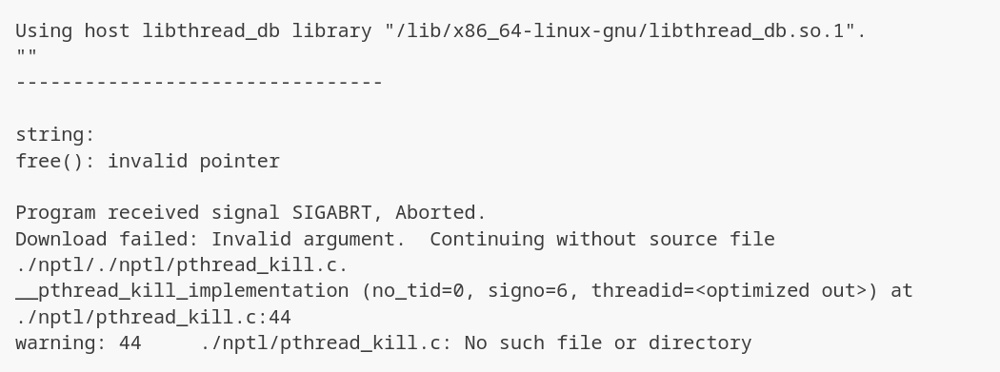 Using host libthread_db library "/lib/x86_64-linux-gnu/libthread_db.so.1".
""
--------------------------------
string:
free(): invalid pointer
Program received signal SIGABRT, Aborted.
Download failed: Invalid argument.  Continuing without source file
./nptl/./nptl/pthread_kill.c.
__pthread_kill_implementation (no_tid=0, signo=6, threadid=<optimized out>) at
./nptl/pthread_kill.c:44
warning: 44     ./nptl/pthread_kill.c: No such file or directory